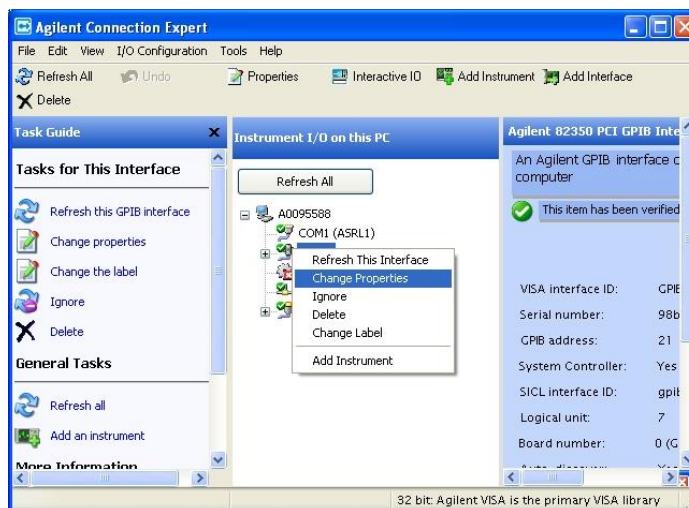 Agilent Connection Expert
File Edit View I/O Configuration Tools Help
Refresh All Undo Properties Interactive IO Add Instrument Add Interface
Delete
Task Guide
Tasks for This Interface
Refresh this GPIB interface
Change properties
Change the label
Ignore
Delete
General Tasks
Refresh all
Add an instrument
More Information
Instrument I/O on this PC
Refresh All
A0095588
COM1 (ASRL1)
Refresh This Interface
Change Properties
Ignore
Delete
Change Label
Add Instrument
Agilent 82350 PCI GPIB Inte
An Agilent GPIB interface c
computer
This item has been verified
VISA interface ID: GPIB
Serial number: 98b
GPIB address: 21
System Controller: Yes
SICL interface ID: gpib
Logical unit: 7
Board number: 0 (G
32 bit: Agilent VISA is the primary VISA library